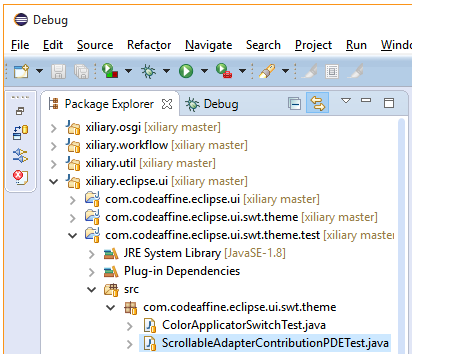 Debug
File Edit Source Refactor Navigate Search Project Run Windo
Package Explorer Debug
xiliary.osgi [xiliary master]
xiliary.workflow [xiliary master]
xiliary.util [xiliary master]
xiliary.eclipse.ui [xiliary master]
com.codeaffine.eclipse.ui [xiliary master]
com.codeaffine.eclipse.ui.swt.theme [xiliary master]
com.codeaffine.eclipse.ui.swt.theme.test [xiliary master
JRE System Library [JavaSE-1.8]
Plug-in Dependencies
src
com.codeaffine.eclipse.ui.swt.theme
ColorApplicatorSwitchTest.java
ScrollableAdapterContributionPDETest.java